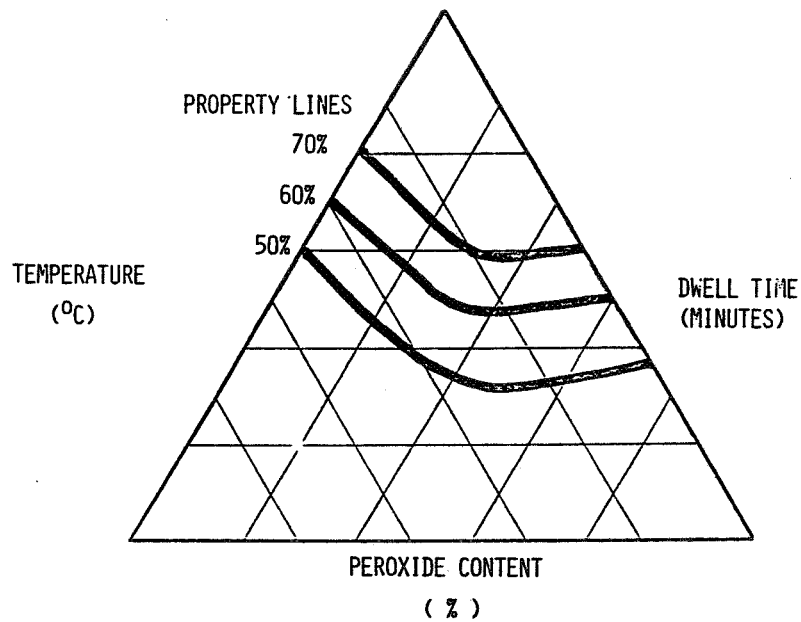 PROPERTY LINES
70%
60%
50%
TEMPERATURE
(°C)
DWELL TIME
(MINUTES)
PEROXIDE CONTENT
( % )